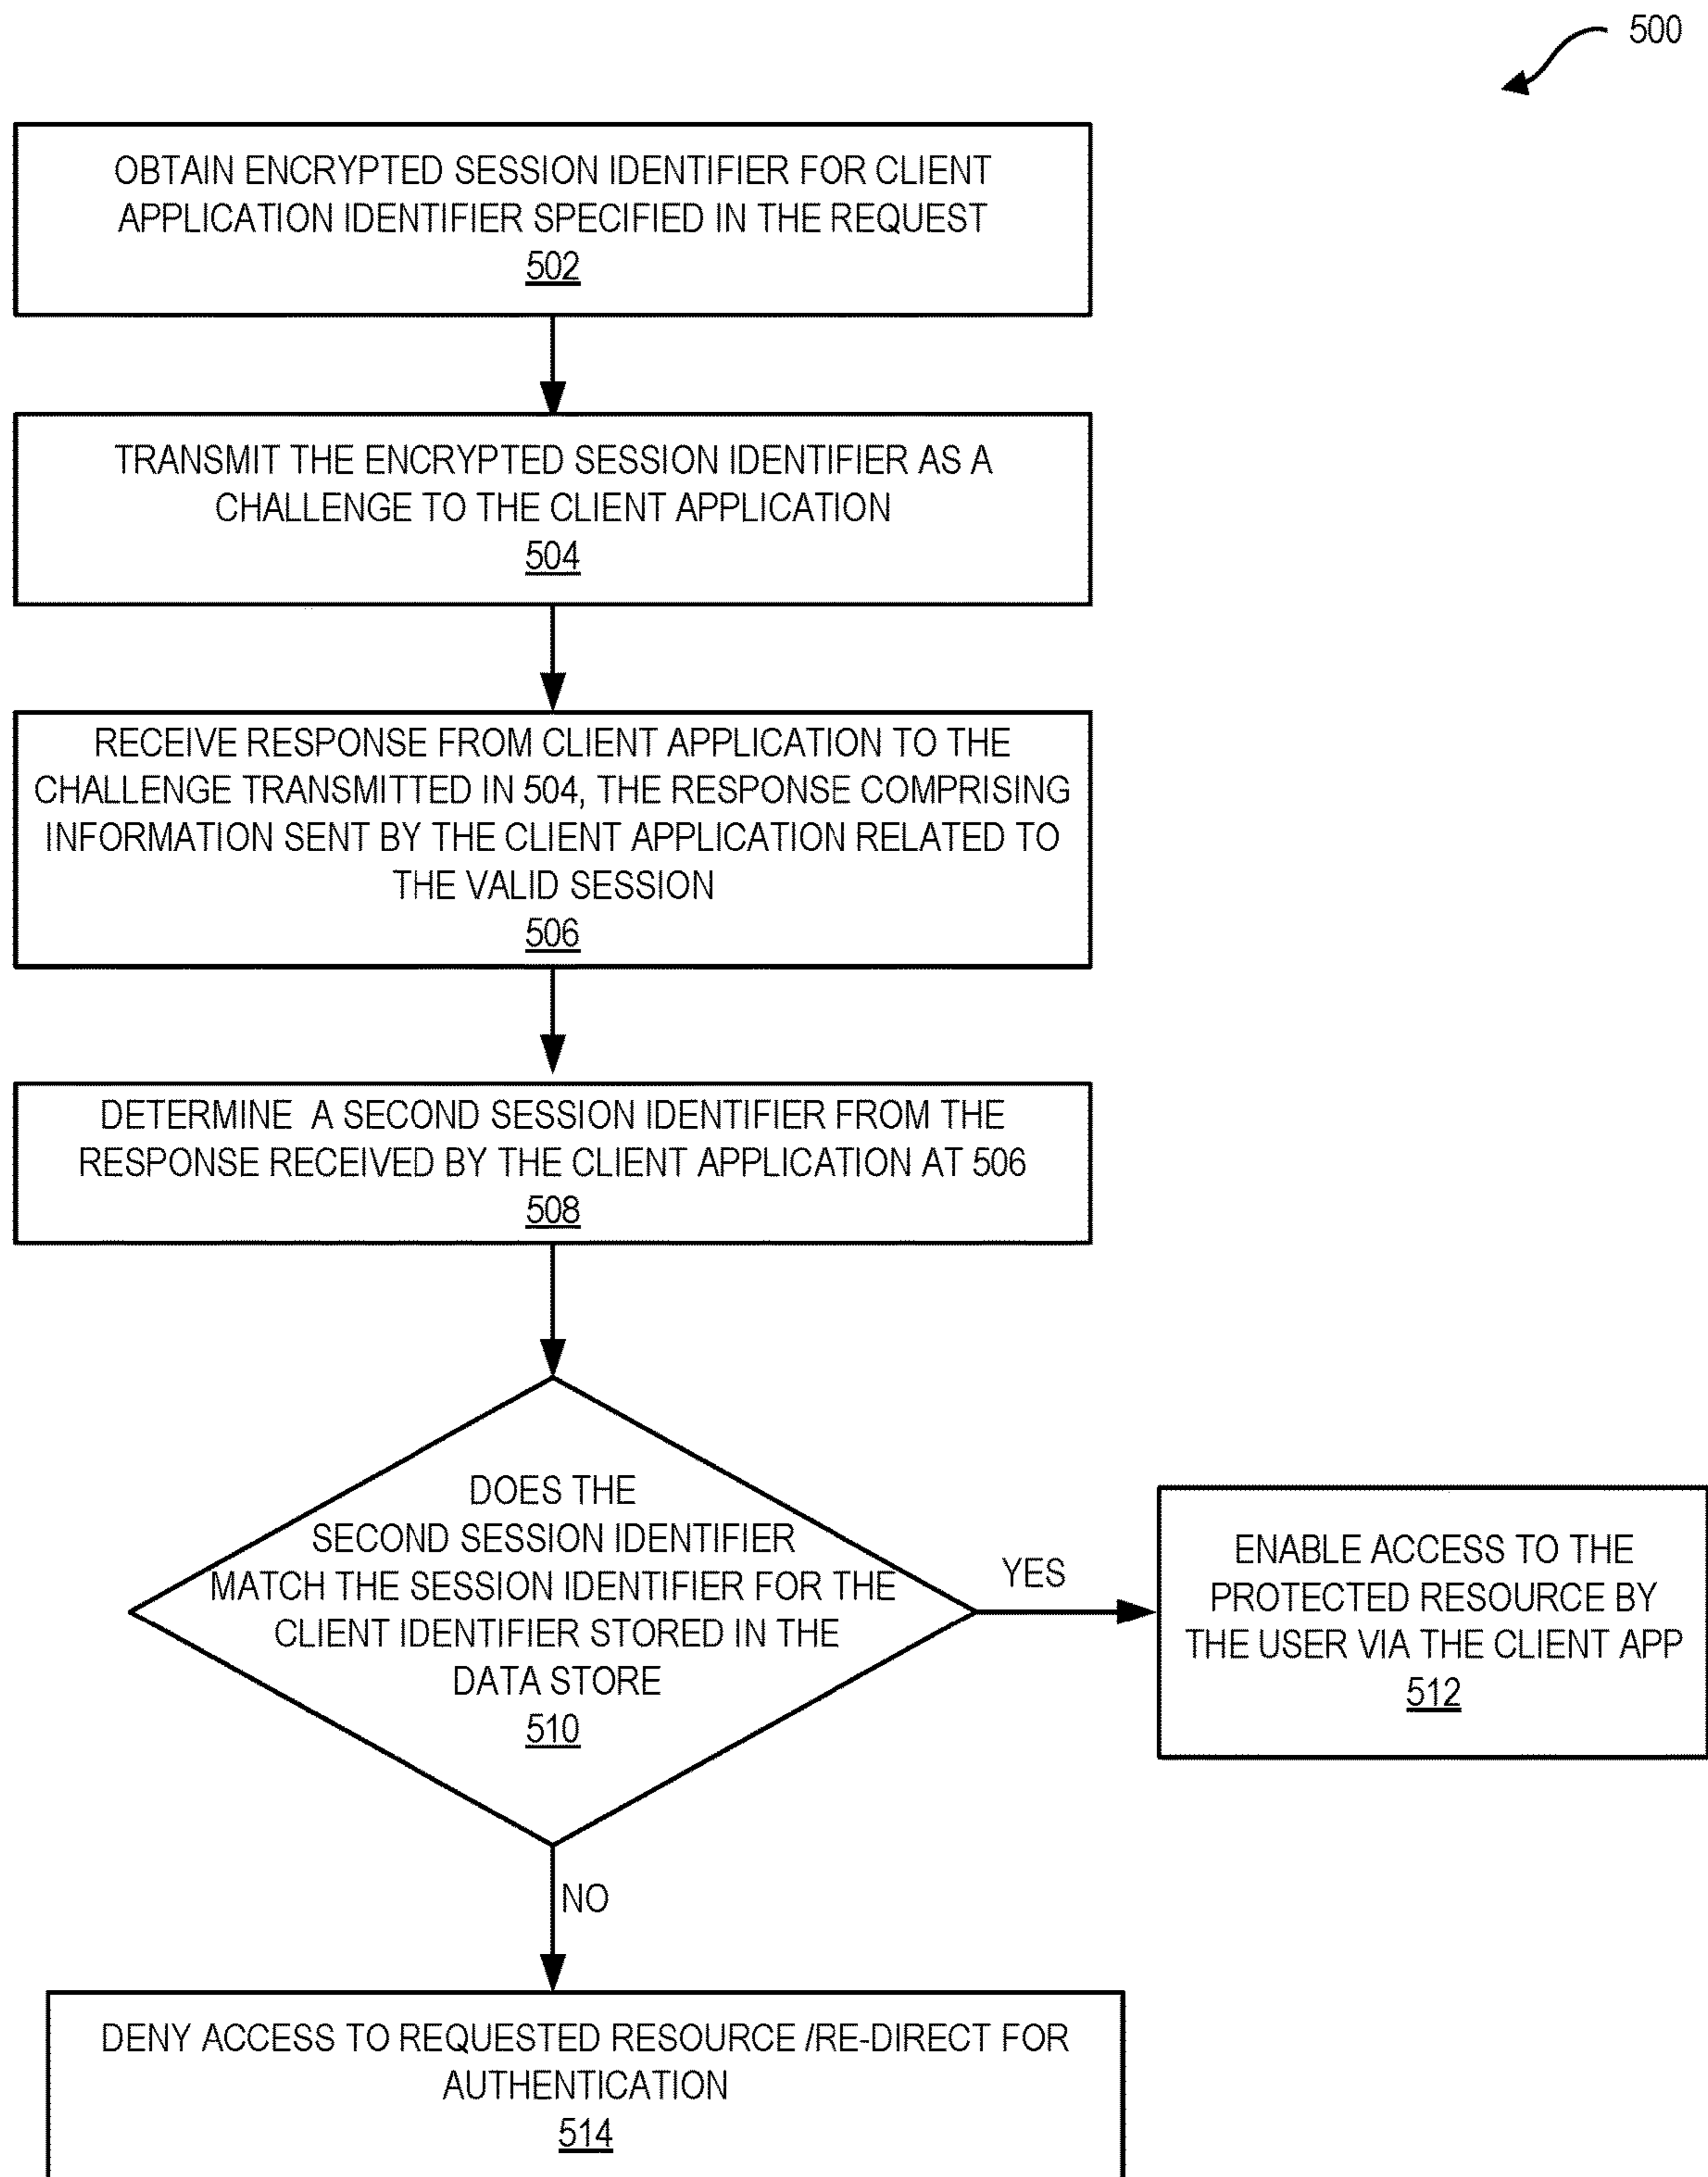 500
OBTAIN ENCRYPTED SESSION IDENTIFIER FOR CLIENT
APPLICATION IDENTIFIER SPECIFIED IN THE REQUEST
502
TRANSMIT THE ENCRYPTED SESSION IDENTIFIER AS A
CHALLENGE TO THE CLIENT APPLICATION
504
RECEIVE RESPONSE FROM CLIENT APPLICATION TO THE
CHALLENGE TRANSMITTED IN 504, THE RESPONSE COMPRISING
INFORMATION SENT BY THE CLIENT APPLICATION RELATED TO
THE VALID SESSION
506
DETERMINE A SECOND SESSION IDENTIFIER FROM THE
RESPONSE RECEIVED BY THE CLIENT APPLICATION AT 506
508
DOES THE
SECOND SESSION IDENTIFIER
MATCH THE SESSION IDENTIFIER FOR THE
CLIENT IDENTIFIER STORED IN THE
DATA STORE
510
YES
ENABLE ACCESS TO THE
PROTECTED RESOURCE BY
THE USER VIA THE CLIENT APP
512
NO
DENY ACCESS TO REQUESTED RESOURCE /RE-DIRECT FOR
AUTHENTICATION
514